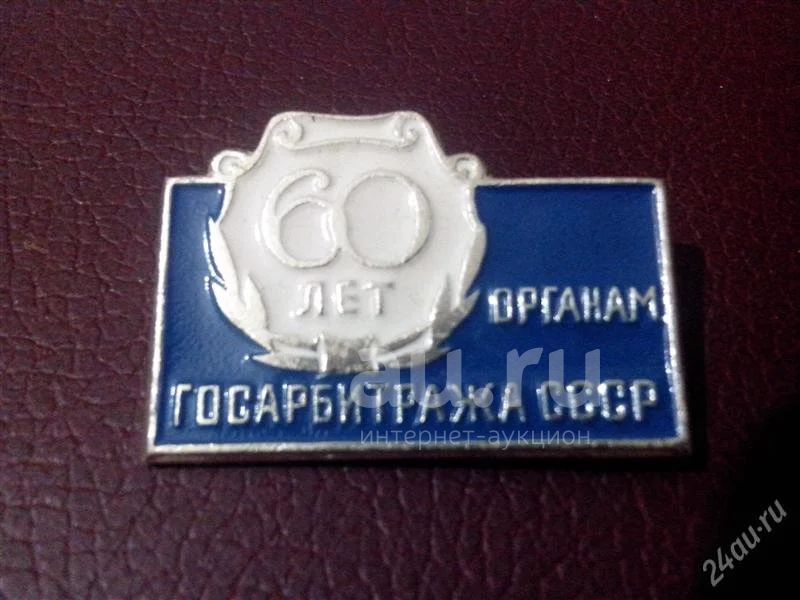 60
ЛЕТ
ОРГАНАМ
ГОСАРБИТРАЖА СССР
au.ru
интернет-аукцион
24au.ru